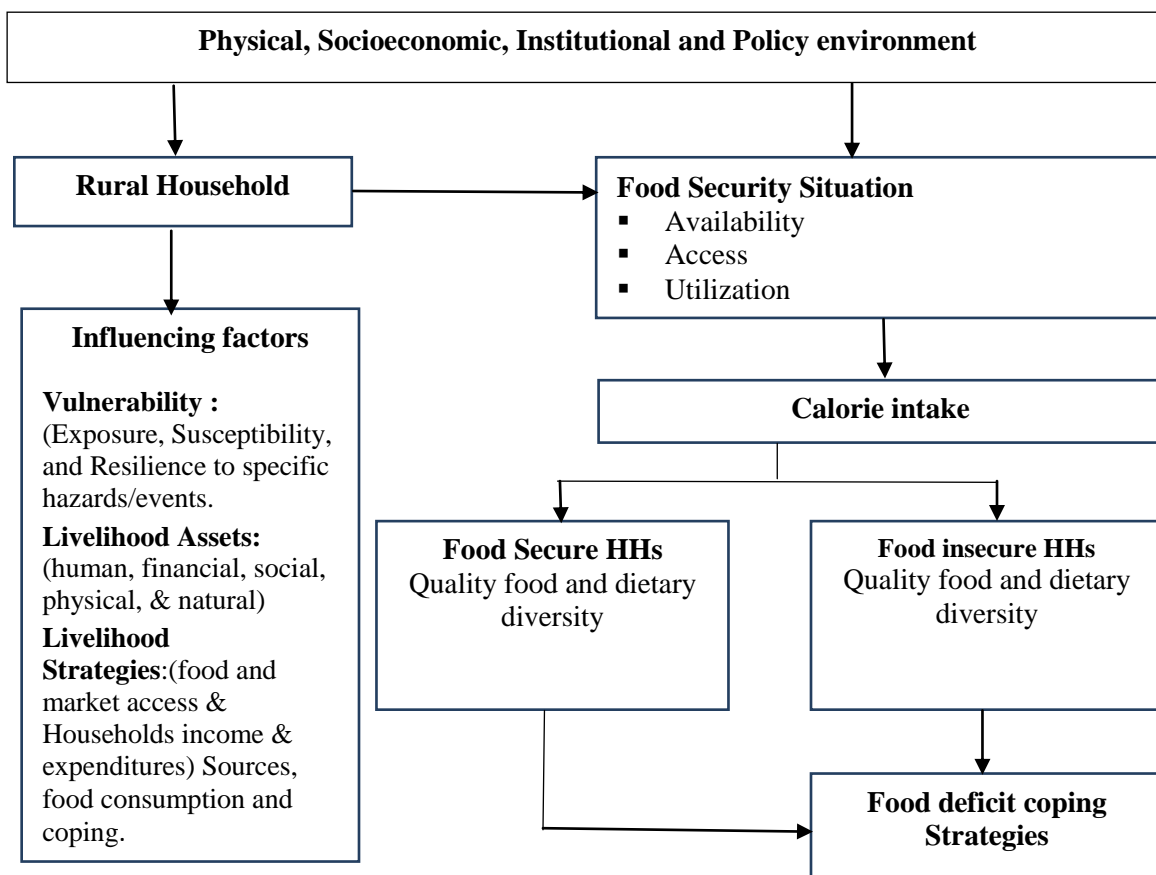 Physical, Socioeconomic, Institutional and Policy environment
Rural Household
Food Security Situation
▪ Availability
▪ Access
▪ Utilization
Influencing factors
Vulnerability :
(Exposure, Susceptibility,
and Resilience to specific
hazards/events.
Livelihood Assets:
(human, financial, social,
physical, & natural)
Livelihood
Strategies:(food and
market access &
Households income &
expenditures) Sources,
food consumption and
coping.
Calorie intake
Food Secure HHs
Quality food and dietary
diversity
Food insecure HHs
Quality food and dietary
diversity
Food deficit coping
Strategies